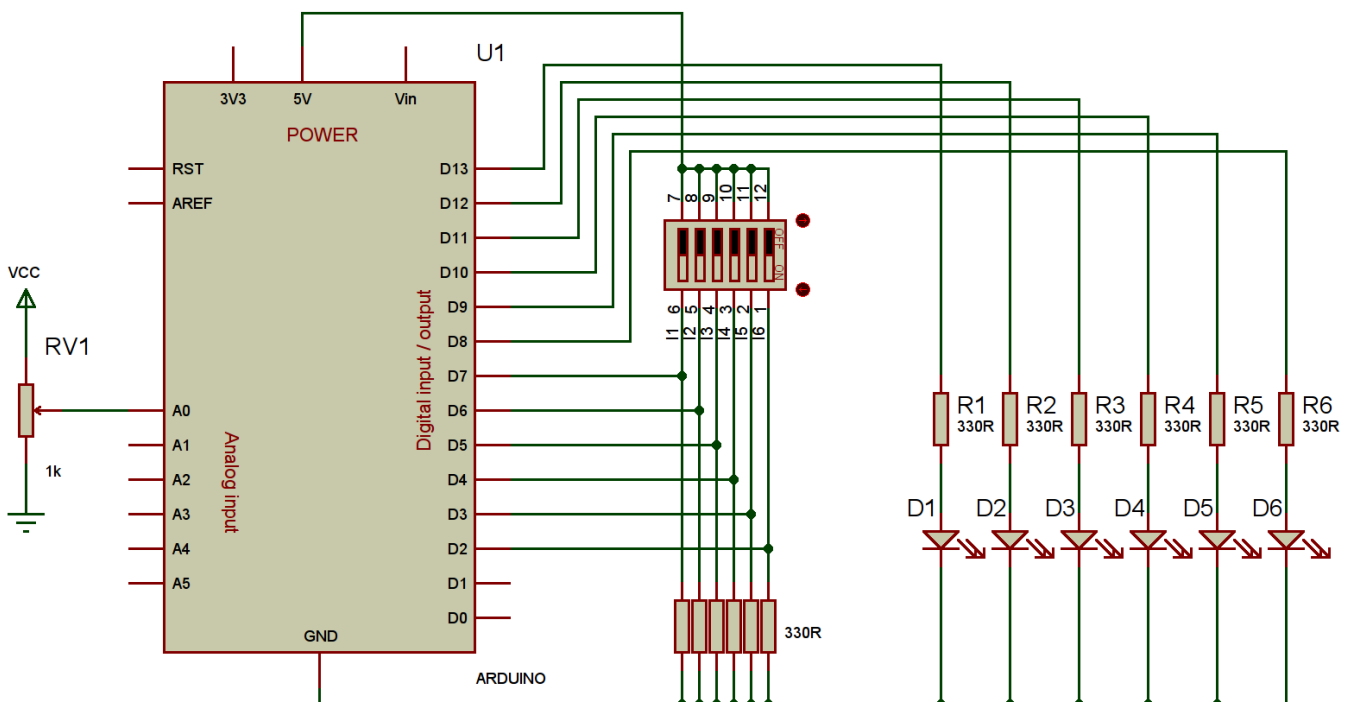 U1
3V3
5V
Vin
POWER
RST
AREF
D13
D12
D11
D10
D9
D8
D7
D6
D5
D4
D3
D2
D1
D0
Digital input / output
VCC
RV1
1k
A0
A1
A2
A3
A4
A5
Analog input
GND
ARDUINO
7
8
9
10
11
12
OFF
ON
6
5
4
3
2
1
I1
I2
I3
I4
I5
I6
330R
R1
330R
R2
330R
R3
330R
R4
330R
R5
330R
R6
330R
D1
D2
D3
D4
D5
D6